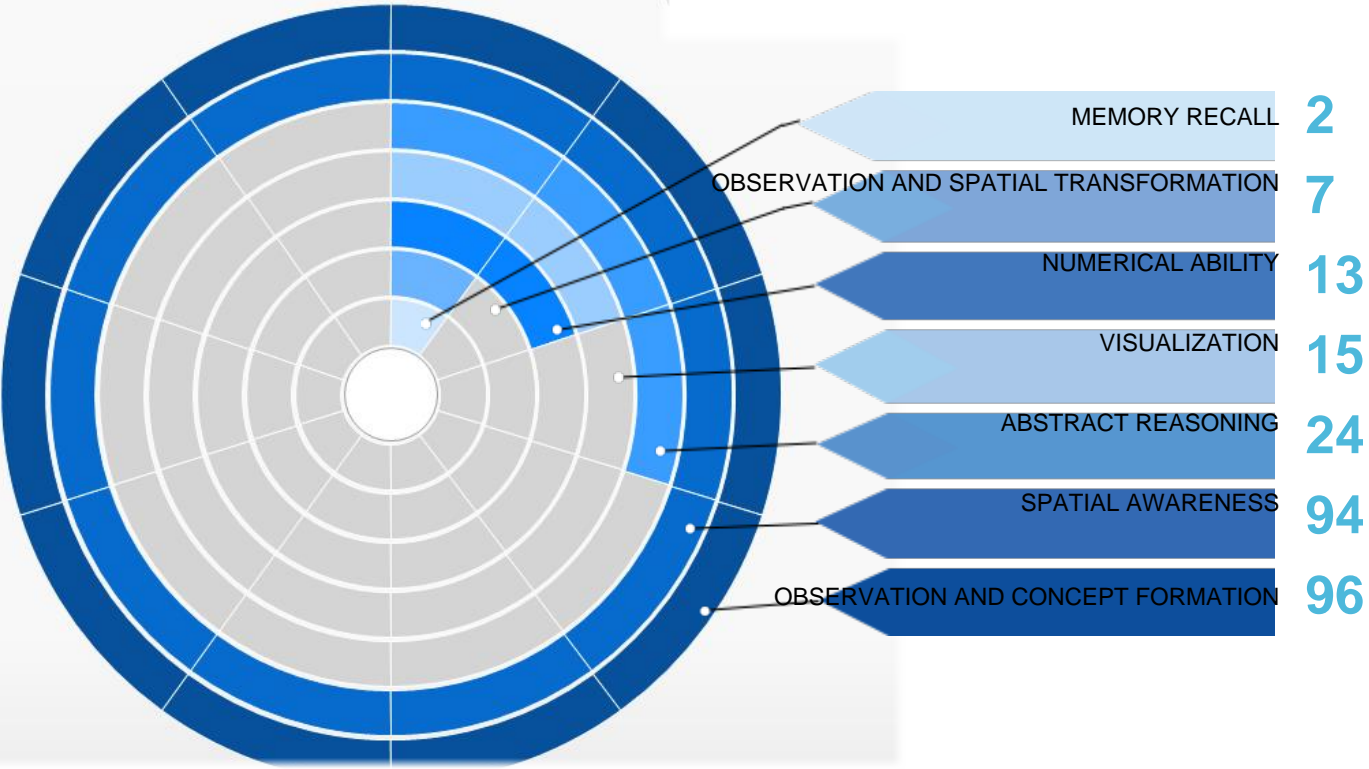 MEMORY RECALL 2
OBSERVATION AND SPATIAL TRANSFORMATION 7
NUMERICAL ABILITY 13
VISUALIZATION 15
ABSTRACT REASONING 24
SPATIAL AWARENESS 94
OBSERVATION AND CONCEPT FORMATION 96